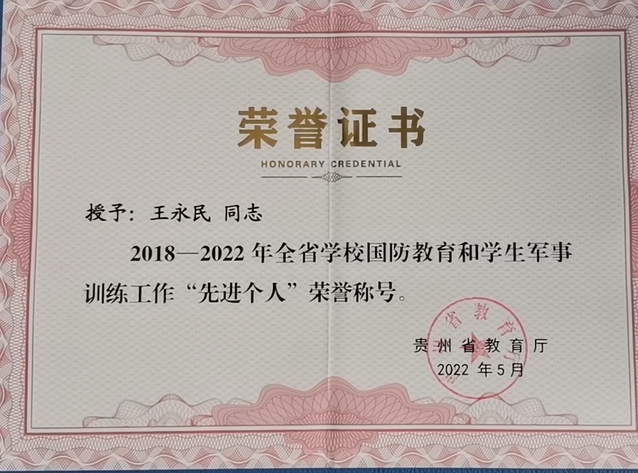 荣誉证书
HONORARY CREDENTIAL
授予：王永民 同志
2018—2022 年全省学校国防教育和学生军事
训练工作“先进个人”荣誉称号。
贵州省教育厅
2022 年 5 月